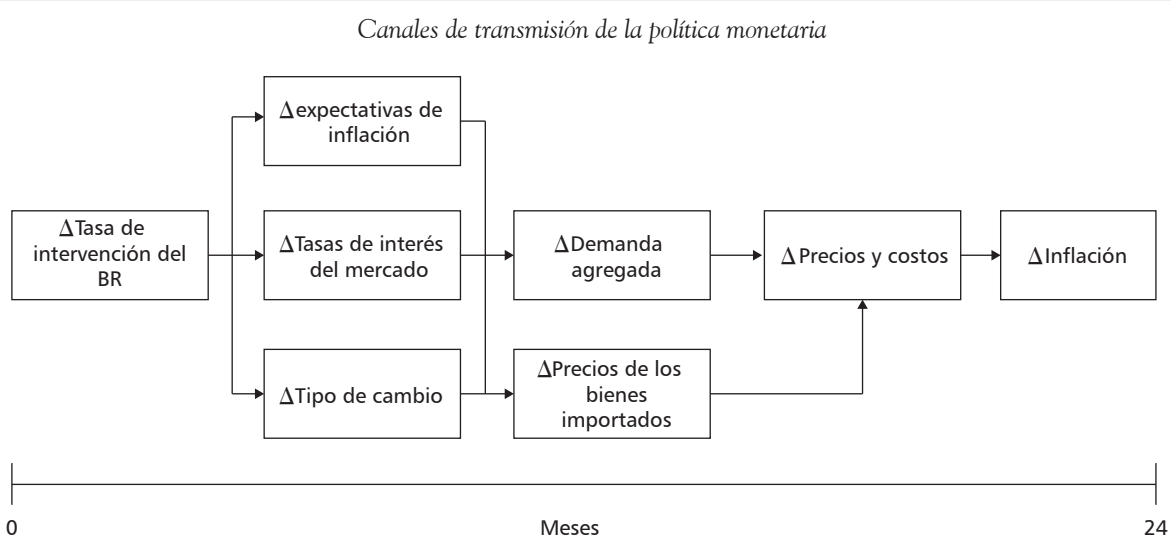 Canales de transmisión de la política monetaria
Δexpectativas de
inflación
ΔTasa de
intervención del
BR
ΔTasas de interés
del mercado
ΔDemanda
agregada
ΔPrecios y costos
ΔInflación
ΔTipo de cambio
ΔPrecios de los
bienes
importados
0
Meses
24